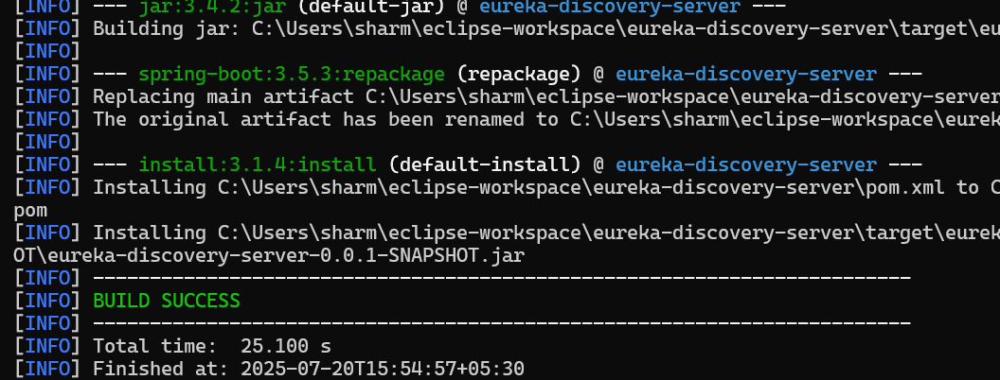 [INFO] --- jar:3.4.2:jar (default-jar) @ eureka-discovery-server ---
[INFO] Building jar: C:\Users\sharm\eclipse-workspace\eureka-discovery-server\target\eu
[INFO]
[INFO] --- spring-boot:3.5.3:repackage (repackage) @ eureka-discovery-server ---
[INFO] Replacing main artifact C:\Users\sharm\eclipse-workspace\eureka-discovery-server
[INFO] The original artifact has been renamed to C:\Users\sharm\eclipse-workspace\eurek
[INFO]
[INFO] --- install:3.1.4:install (default-install) @ eureka-discovery-server ---
[INFO] Installing C:\Users\sharm\eclipse-workspace\eureka-discovery-server\pom.xml to C
pom
[INFO] Installing C:\Users\sharm\eclipse-workspace\eureka-discovery-server\target\eurek
OT\eureka-discovery-server-0.0.1-SNAPSHOT.jar
[INFO] ------------------------------------------------------------------------
[INFO] BUILD SUCCESS
[INFO] ------------------------------------------------------------------------
[INFO] Total time:  25.100 s
[INFO] Finished at: 2025-07-20T15:54:57+05:30